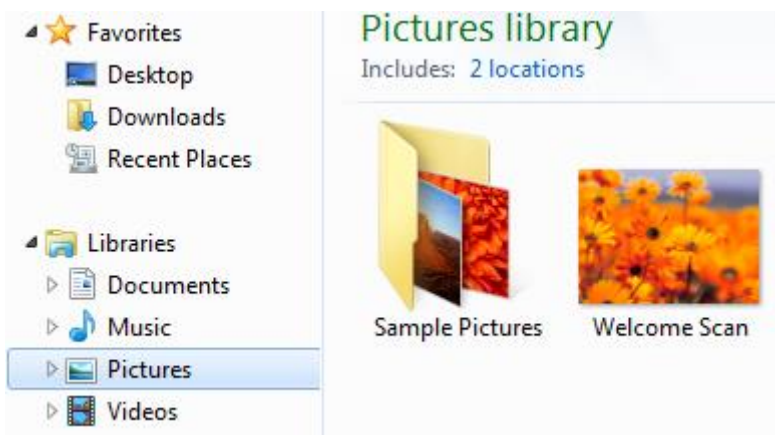 Favorites
Desktop
Downloads
Recent Places
Libraries
Documents
Music
Pictures
Videos
Pictures library
Includes: 2 locations
Sample Pictures
Welcome Scan